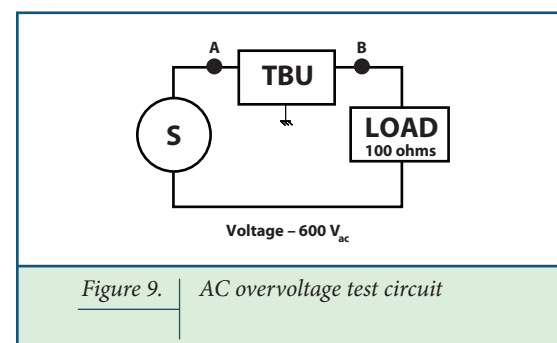 A
B
TBU
S
LOAD
100 ohms
Voltage – 600 Vac
Figure 9. AC overvoltage test circuit